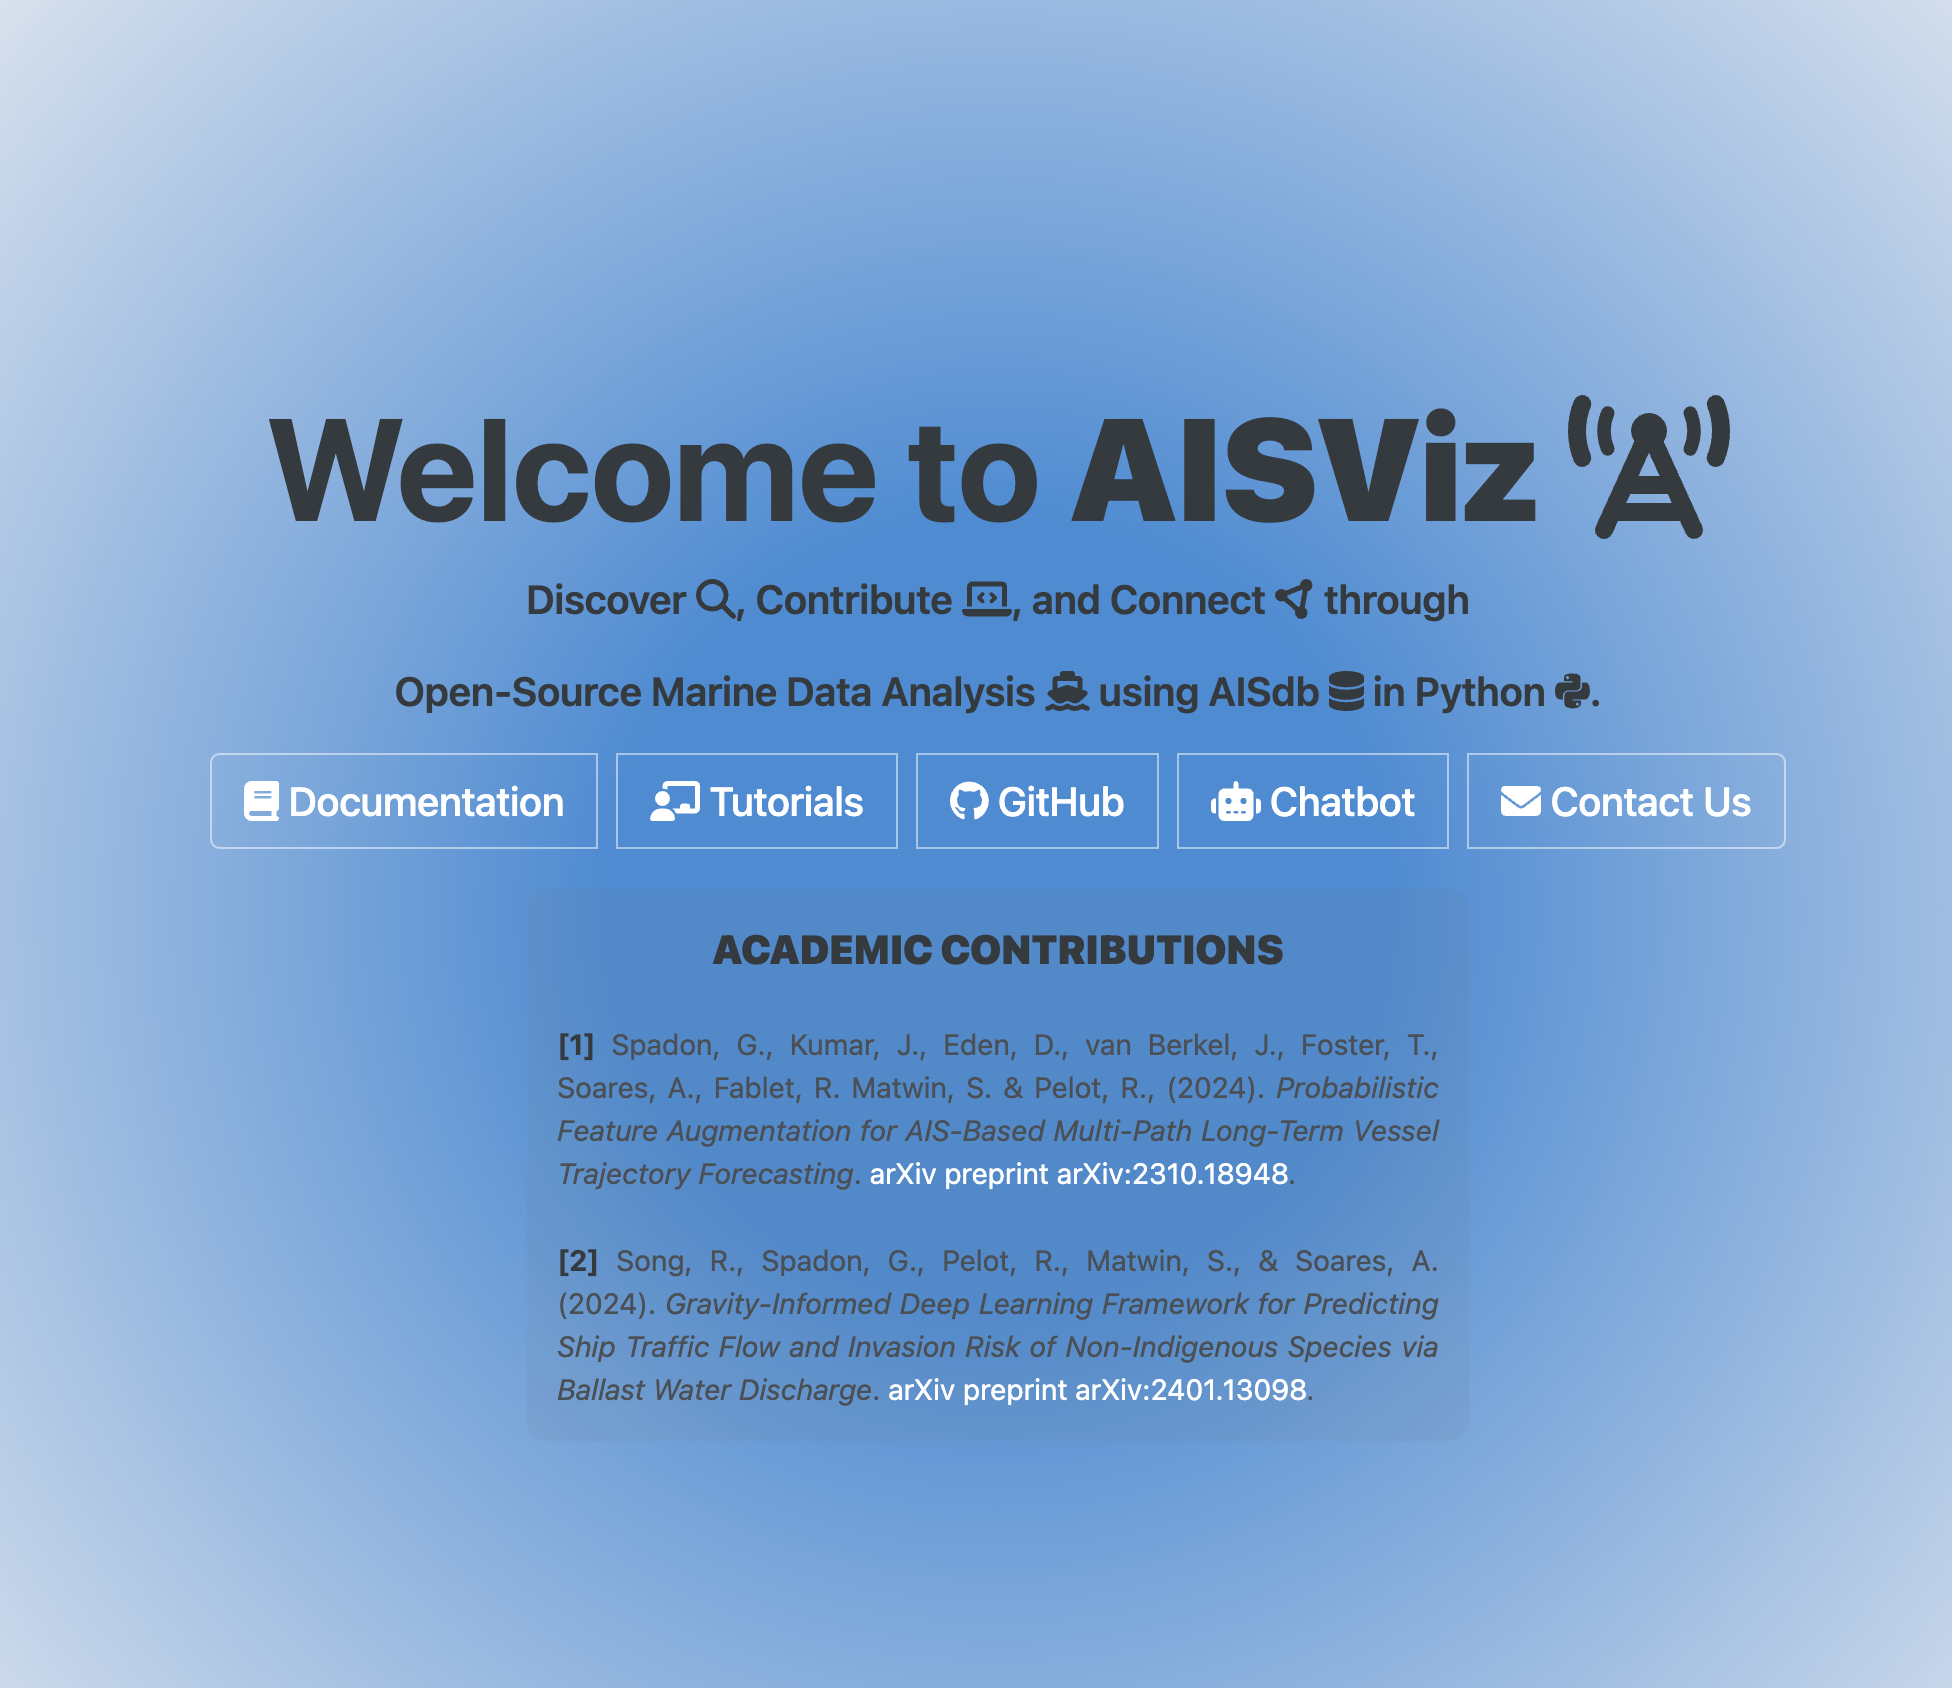 Welcome to AISViz
Discover , Contribute , and Connect through
Open-Source Marine Data Analysis using AISdb in Python .
Documentation
Tutorials
GitHub
Chatbot
Contact Us
ACADEMIC CONTRIBUTIONS
[1] Spadon, G., Kumar, J., Eden, D., van Berkel, J., Foster, T.,
Soares, A., Fablet, R. Matwin, S. & Pelot, R., (2024). Probabilistic
Feature Augmentation for AIS-Based Multi-Path Long-Term Vessel
Trajectory Forecasting. arXiv preprint arXiv:2310.18948.
[2] Song, R., Spadon, G., Pelot, R., Matwin, S., & Soares, A.
(2024). Gravity-Informed Deep Learning Framework for Predicting
Ship Traffic Flow and Invasion Risk of Non-Indigenous Species via
Ballast Water Discharge. arXiv preprint arXiv:2401.13098.